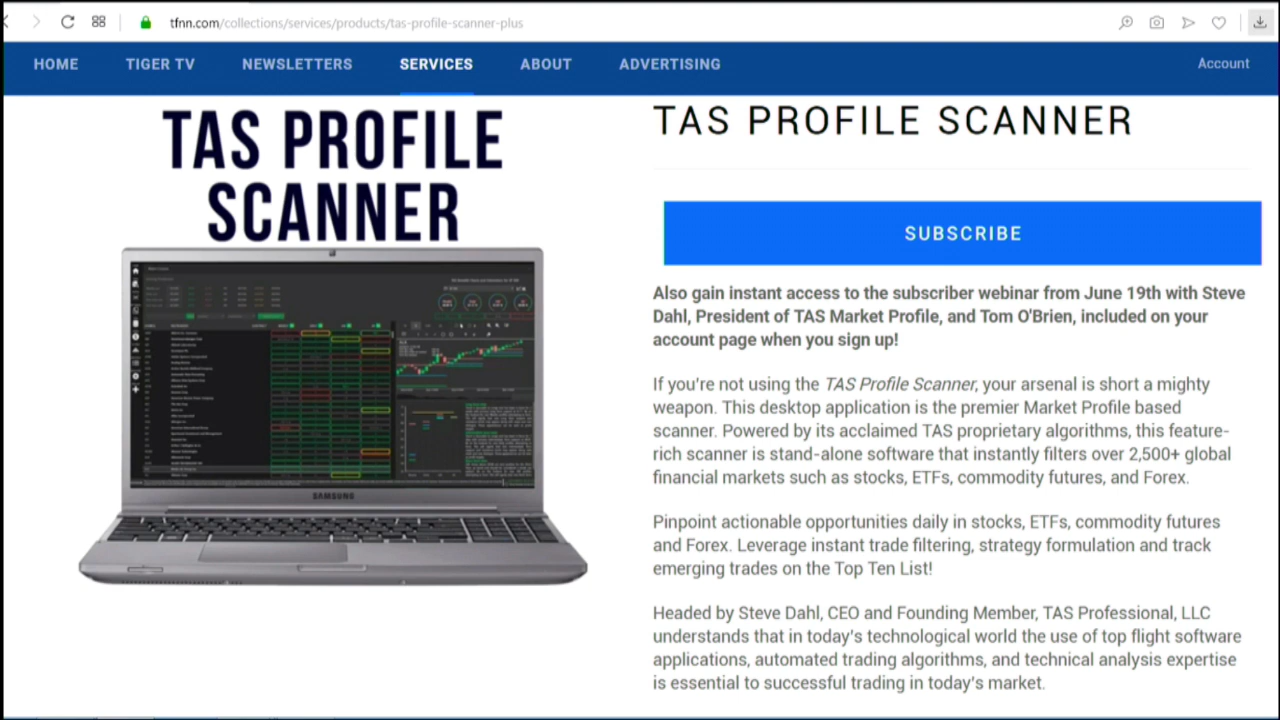 tfnn.com/collections/services/products/tas-profile-scanner-plus
HOME TIGER TV NEWSLETTERS SERVICES ABOUT ADVERTISING Account
TAS PROFILE
SCANNER
SAMSUNG
TAS PROFILE SCANNER
SUBSCRIBE
Also gain instant access to the subscriber webinar from June 19th with Steve
Dahl, President of TAS Market Profile, and Tom O'Brien, included on your
account page when you sign up!
If you're not using the TAS Profile Scanner, your arsenal is short a mighty
weapon. This desktop application is the premier Market Profile based
scanner. Powered by its acclaimed TAS proprietary algorithms, this feature-
rich scanner is stand-alone software that instantly filters over 2,500+ global
financial markets such as stocks, ETFs, commodity futures, and Forex.
Pinpoint actionable opportunities daily in stocks, ETFs, commodity futures
and Forex. Leverage instant trade filtering, strategy formulation and track
emerging trades on the Top Ten List!
Headed by Steve Dahl, CEO and Founding Member, TAS Professional, LLC
understands that in today's technological world the use of top flight software
applications, automated trading algorithms, and technical analysis expertise
is essential to successful trading in today's market.